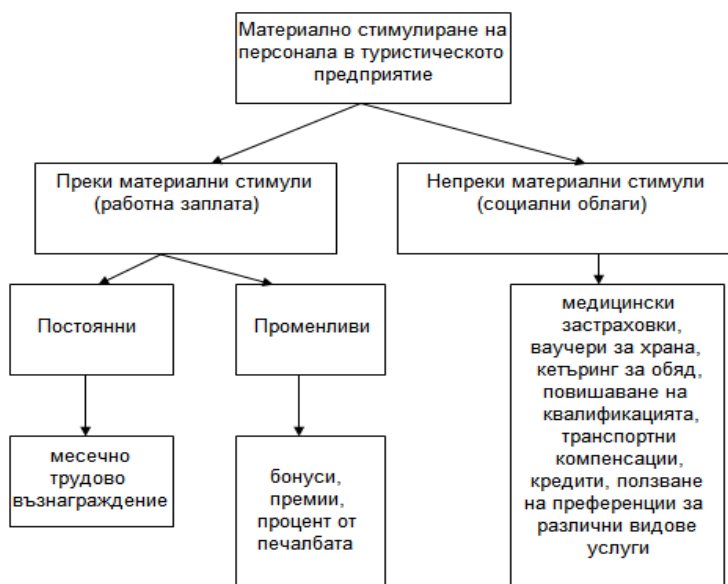 Материално стимулиране на
персонала в туристическото
предприятие
Преки материални стимули
(работна заплата)
Непреки материални стимули
(социални облаги)
Постоянни
Променливи
медицински
застраховки,
ваучери за храна,
кетъринг за обяд,
повишаване на
квалификацията,
транспортни
компенсации,
кредити, ползване
на преференции за
различни видове
услуги
месечно
трудово
възнаграждение
бонуси,
премии,
процент от
печалбата